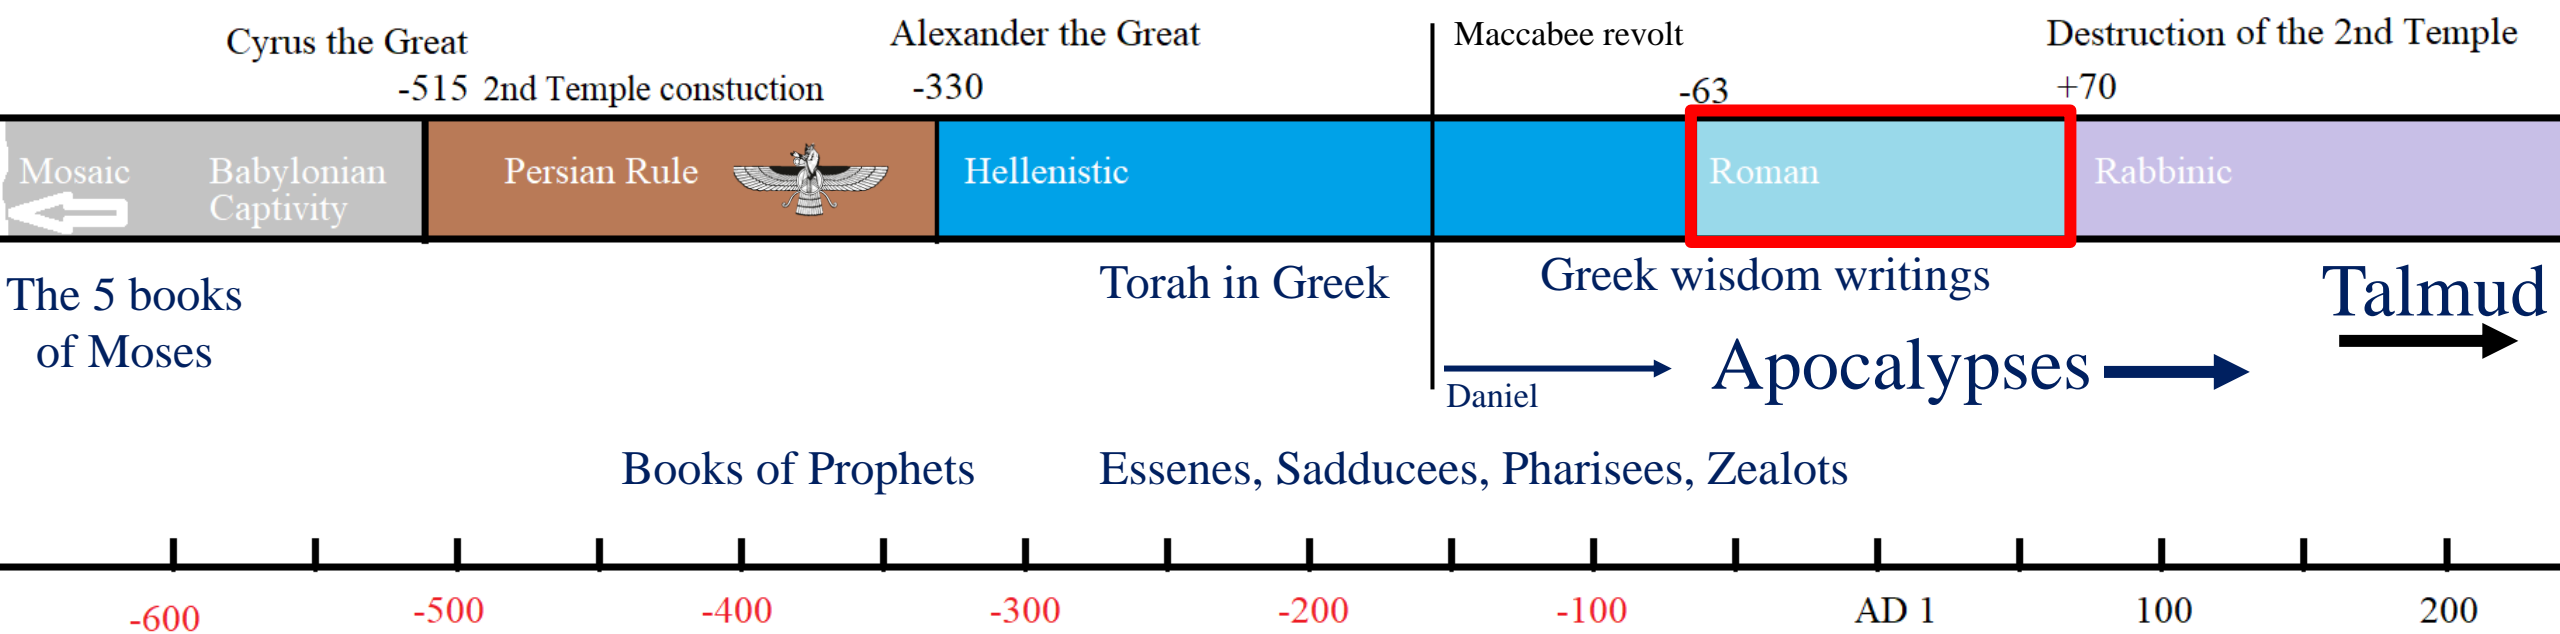 Cyrus the Great
Alexander the Great
Maccabee revolt
Destruction of the 2nd Temple
-515 2nd Temple constuction
-330
-63
+70
Mosaic
Babylonian
Captivity
Persian Rule
Hellenistic
Roman
Rabbinic
The 5 books
of Moses
Torah in Greek
Greek wisdom writings
Talmud
Apocalypses
Daniel
Books of Prophets
Essenes, Sadducees, Pharisees, Zealots
-600
-500
-400
-300
-200
-100
AD 1
100
200